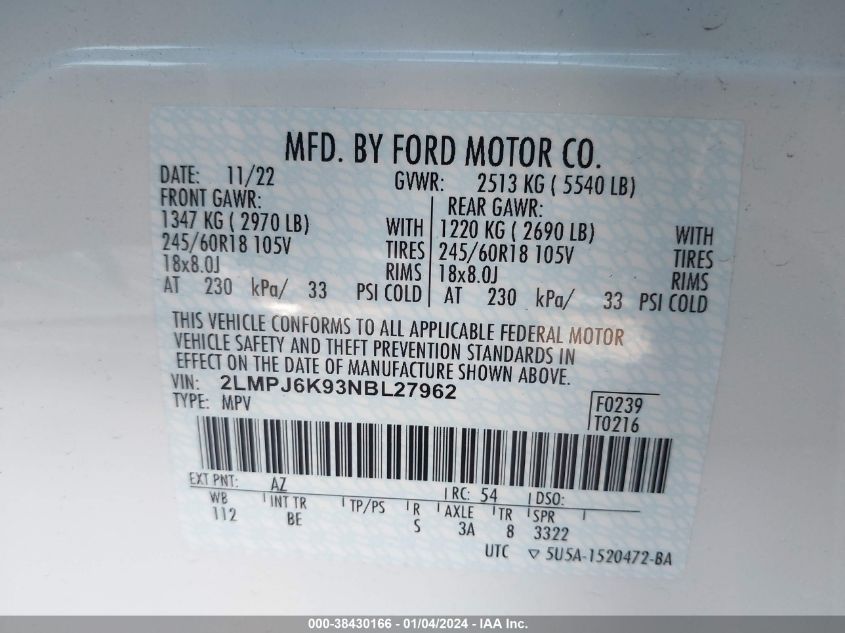 MFD. BY FORD MOTOR CO.
DATE: 11/22 GVWR: 2513 KG ( 5540 LB)
FRONT GAWR: REAR GAWR:
1347 KG ( 2970 LB) WITH 1220 KG ( 2690 LB) WITH
245/60R18 105V TIRES 245/60R18 105V TIRES
18x8.0J RIMS 18x8.0J RIMS
AT 230 kPa/ 33 PSI COLD AT 230 kPa/ 33 PSI COLD
THIS VEHICLE CONFORMS TO ALL APPLICABLE FEDERAL MOTOR
VEHICLE SAFETY AND THEFT PREVENTION STANDARDS IN
EFFECT ON THE DATE OF MANUFACTURE SHOWN ABOVE.
VIN: 2LMPJ6K93NBL27962 F0239
TYPE: MPV T0216
EXT PNT: AZ RC: 54 DSO:
WB INT TR TP/PS R AXLE TR SPR
112 BE S 3A 8 3322
UTC ▽ 5U5A-1520472-BA
000-38430166 - 01/04/2024 - IAA Inc.